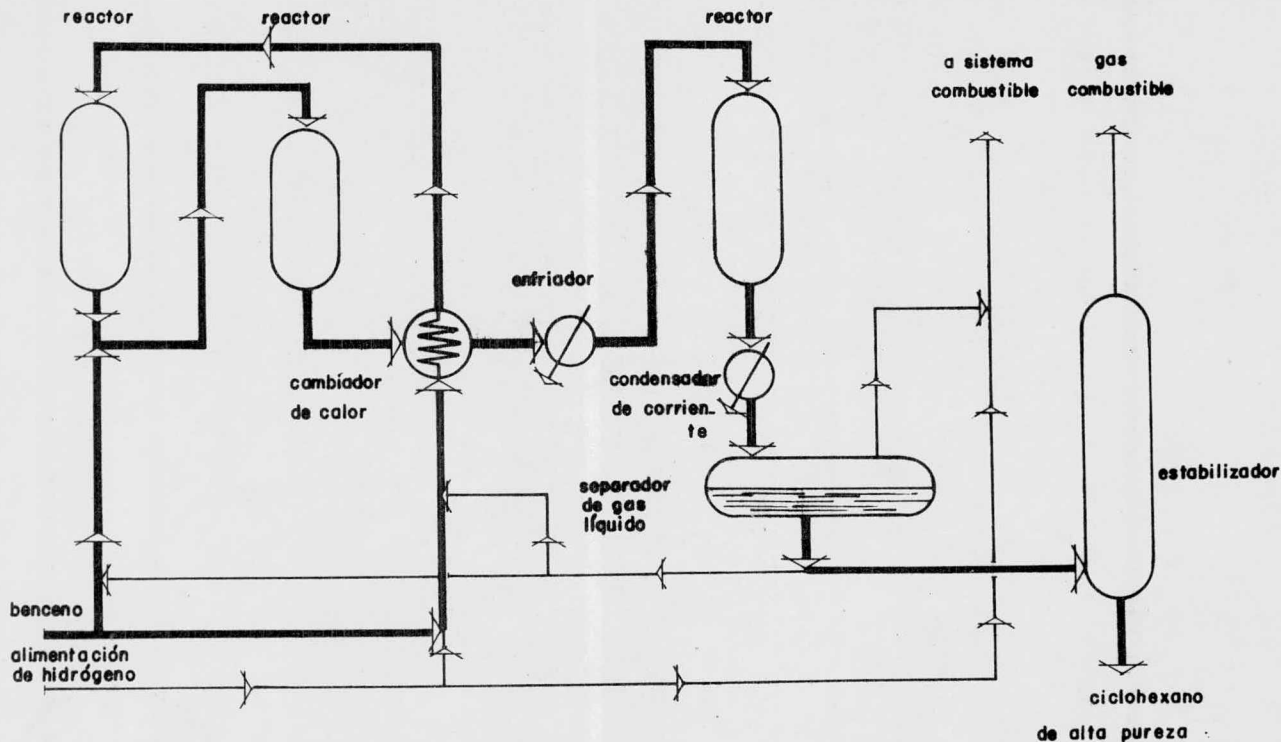 reactor
reactor
reactor
a sistema
combustible
gas
combustible
enfriador
cambiador
de calor
condensador
de corrien-
te
separador
de gas
líquido
estabilizador
benceno
alimentación
de hidrógeno
ciclohexano
de alta pureza